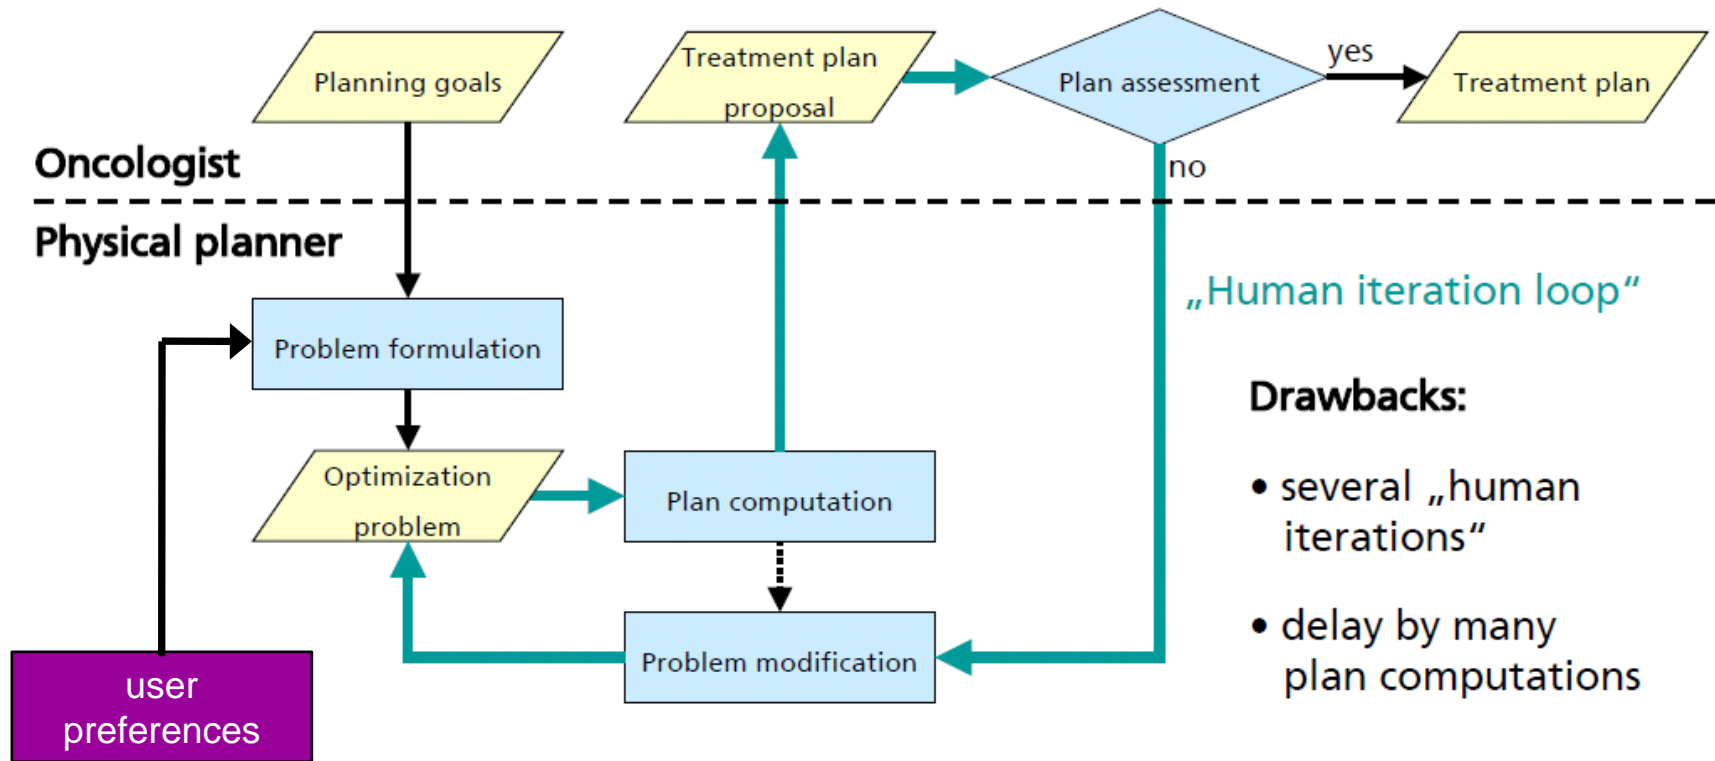 Planning goals
Treatment plan
proposal
Plan assessment
yes
Treatment plan
no
Oncologist
Physical planner
„Human iteration loop“
Problem formulation
Drawbacks:
Optimization
problem
Plan computation
• several „human
iterations“
Problem modification
• delay by many
plan computations
user
preferences